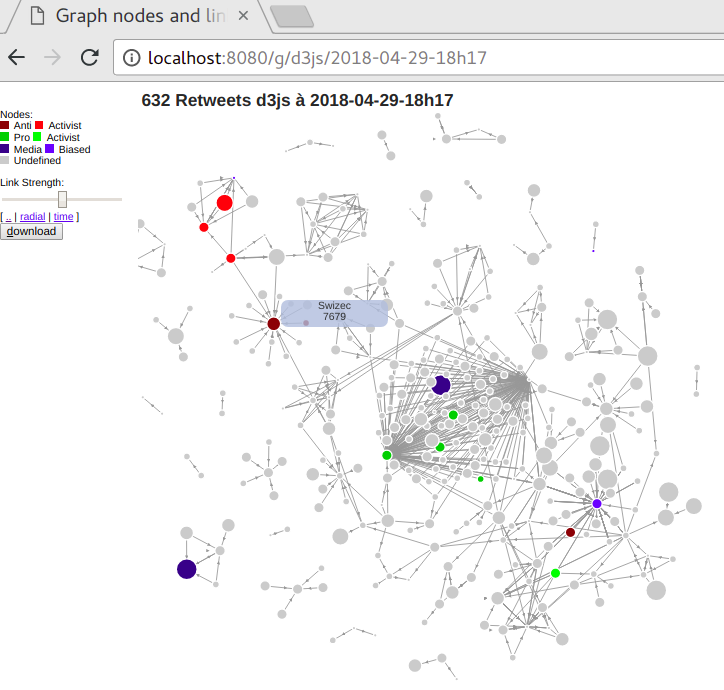 Graph nodes and lin
localhost:8080/g/d3js/2018-04-29-18h17
632 Retweets d3js à 2018-04-29-18h17
Nodes:
Anti Activist
Pro Activist
Media Biased
Undefined
Link Strength:
[ .. | radial | time ]
download
Swizec
7679